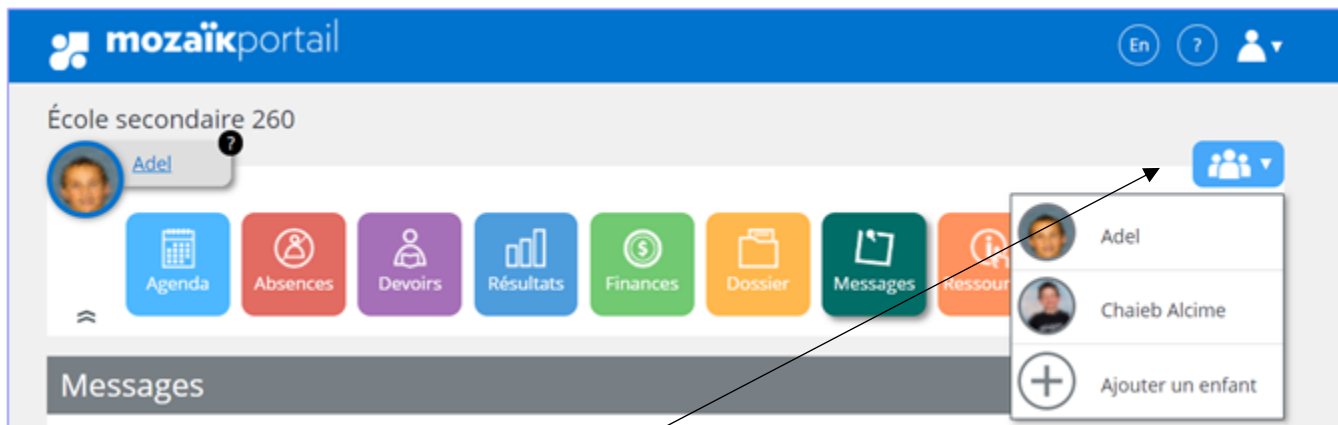 mozaïkportail
En ?
École secondaire 260
?
Adel
Agenda
Absences
Devoirs
Résultats
Finances
Dossier
Messages
Adel
Chaieb Alcime
Ajouter un enfant
Messages